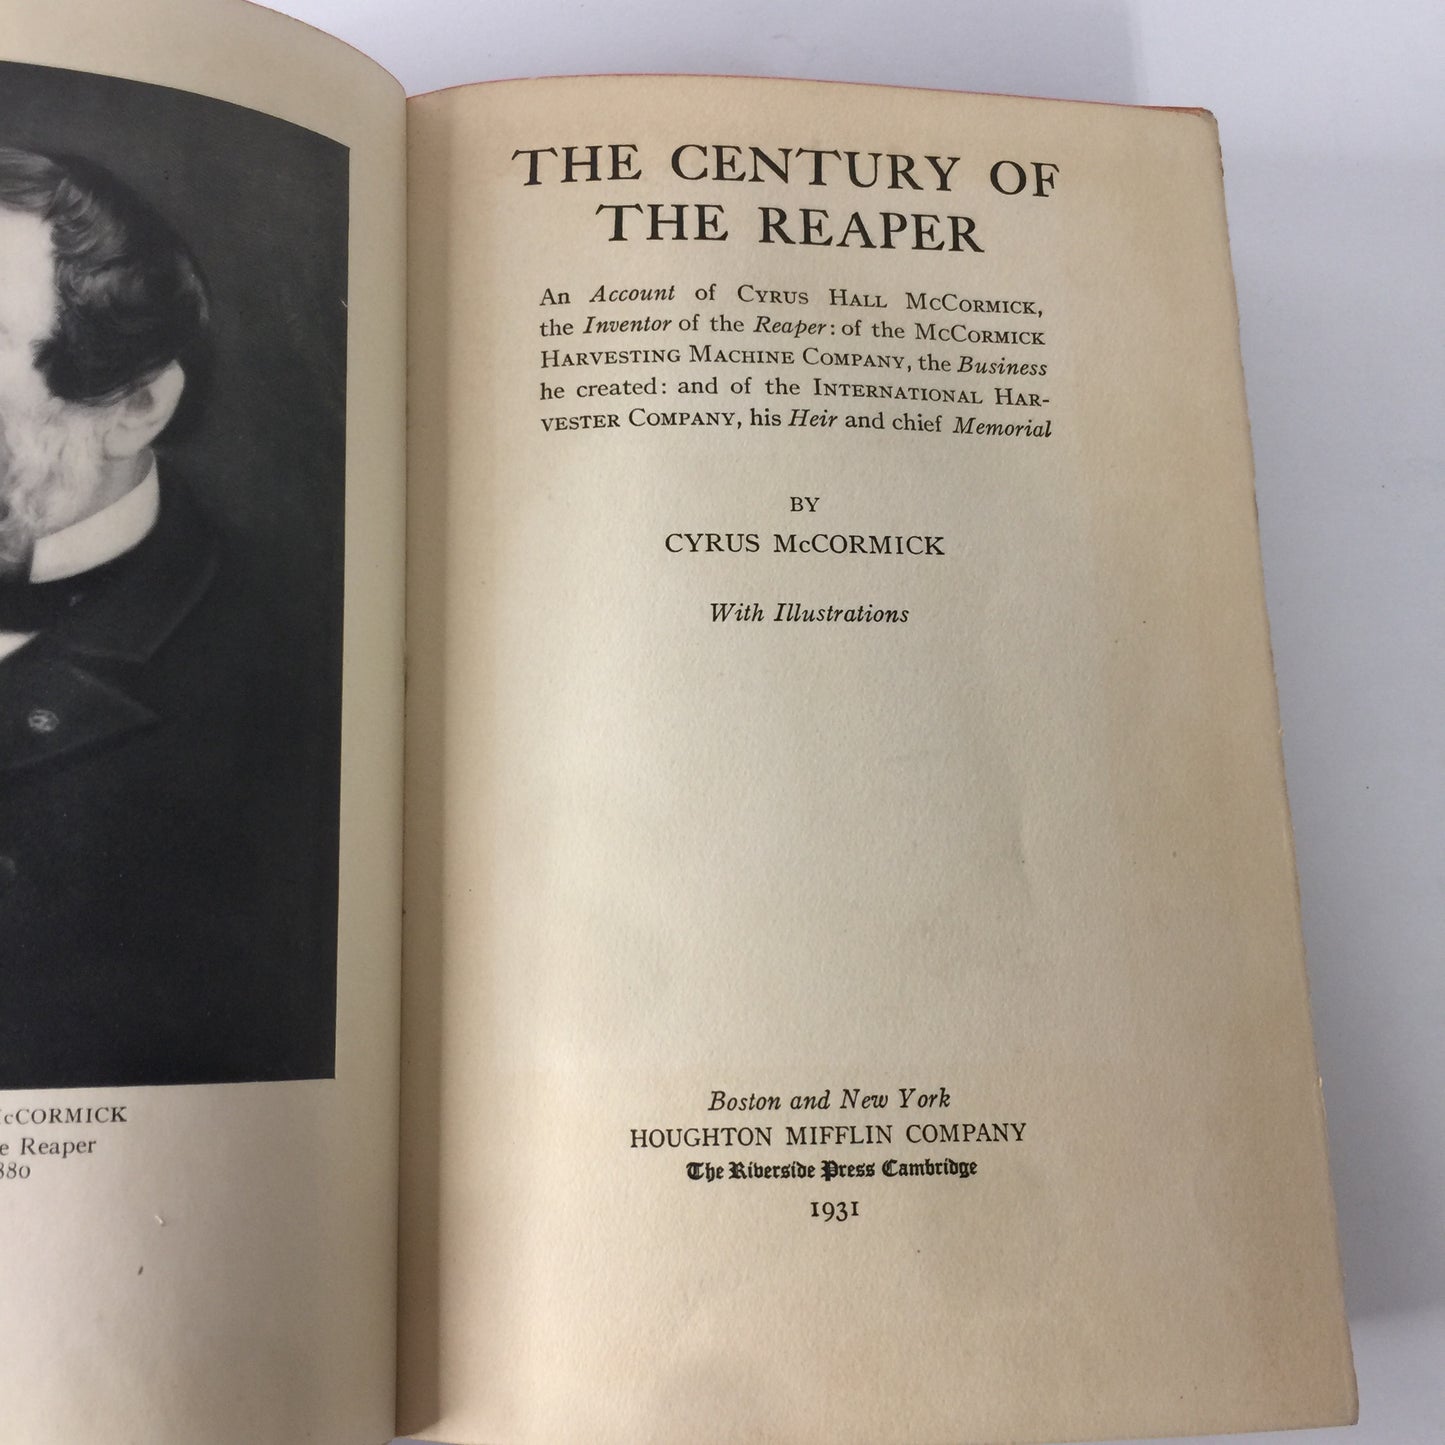 McCORMICK
Reaper
THE CENTURY OF
THE REAPER
An Account of CYRUS HALL McCORMICK,
the Inventor of the Reaper: of the McCORMICK
HARVESTING MACHINE COMPANY, the Business
he created: and of the INTERNATIONAL HAR-
VESTER COMPANY, his Heir and chief Memorial
BY
CYRUS McCORMICK
With Illustrations
Boston and New York
HOUGHTON MIFFLIN COMPANY
The Riverside Press Cambridge
1931